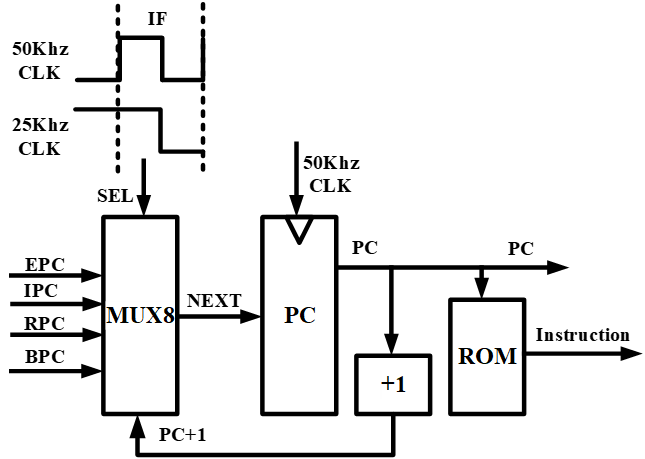 IF
50Khz
CLK
25Khz
CLK
50Khz
CLK
SEL
EPC
IPC
RPC
BPC
MUX8
NEXT
PC
PC
PC
+1
ROM
Instruction
PC+1